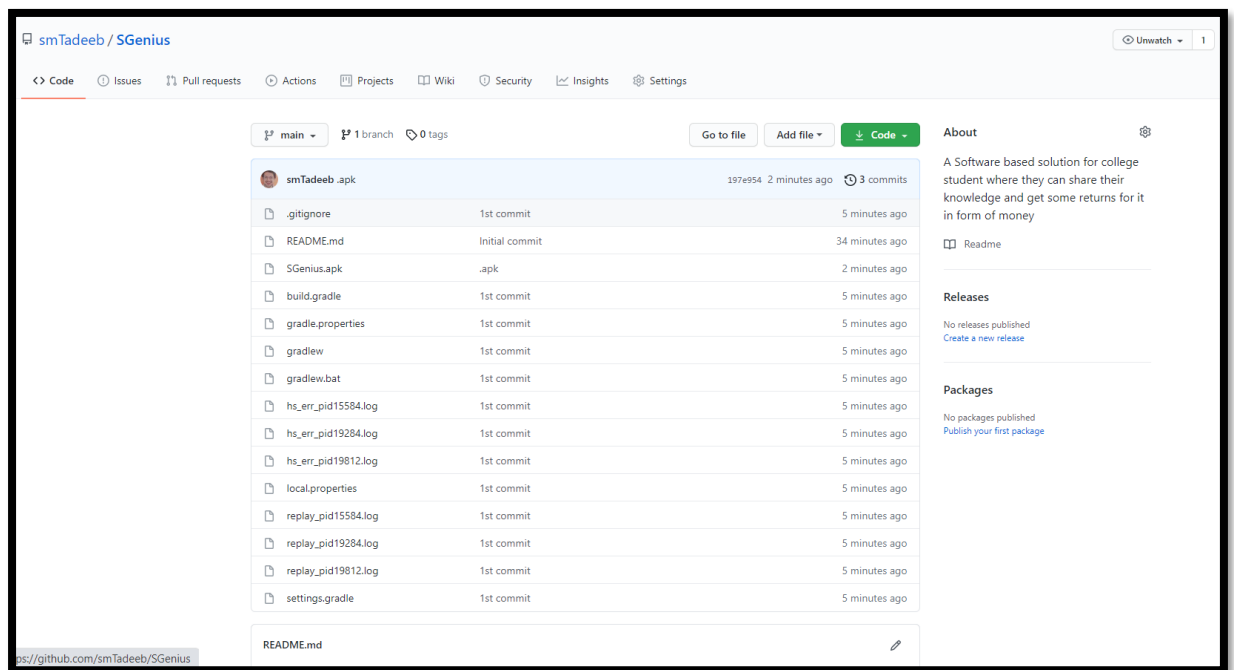 smTadeeb / SGenius
Unwatch 1
Code Issues Pull requests Actions Projects Wiki Security Insights Settings
main 1 branch 0 tags Go to file Add file Code
smTadeeb .apk 197e954 2 minutes ago 3 commits
.gitignore 1st commit 5 minutes ago
README.md Initial commit 34 minutes ago
SGenius.apk .apk 2 minutes ago
build.gradle 1st commit 5 minutes ago
gradle.properties 1st commit 5 minutes ago
gradlew 1st commit 5 minutes ago
gradlew.bat 1st commit 5 minutes ago
hs_err_pid15584.log 1st commit 5 minutes ago
hs_err_pid19284.log 1st commit 5 minutes ago
hs_err_pid19812.log 1st commit 5 minutes ago
local.properties 1st commit 5 minutes ago
replay_pid15584.log 1st commit 5 minutes ago
replay_pid19284.log 1st commit 5 minutes ago
replay_pid19812.log 1st commit 5 minutes ago
settings.gradle 1st commit 5 minutes ago
README.md
About
A Software based solution for college
student where they can share their
knowledge and get some returns for it
in form of money
Readme
Releases
No releases published
Create a new release
Packages
No packages published
Publish your first package
ps://github.com/smTadeeb/SGenius